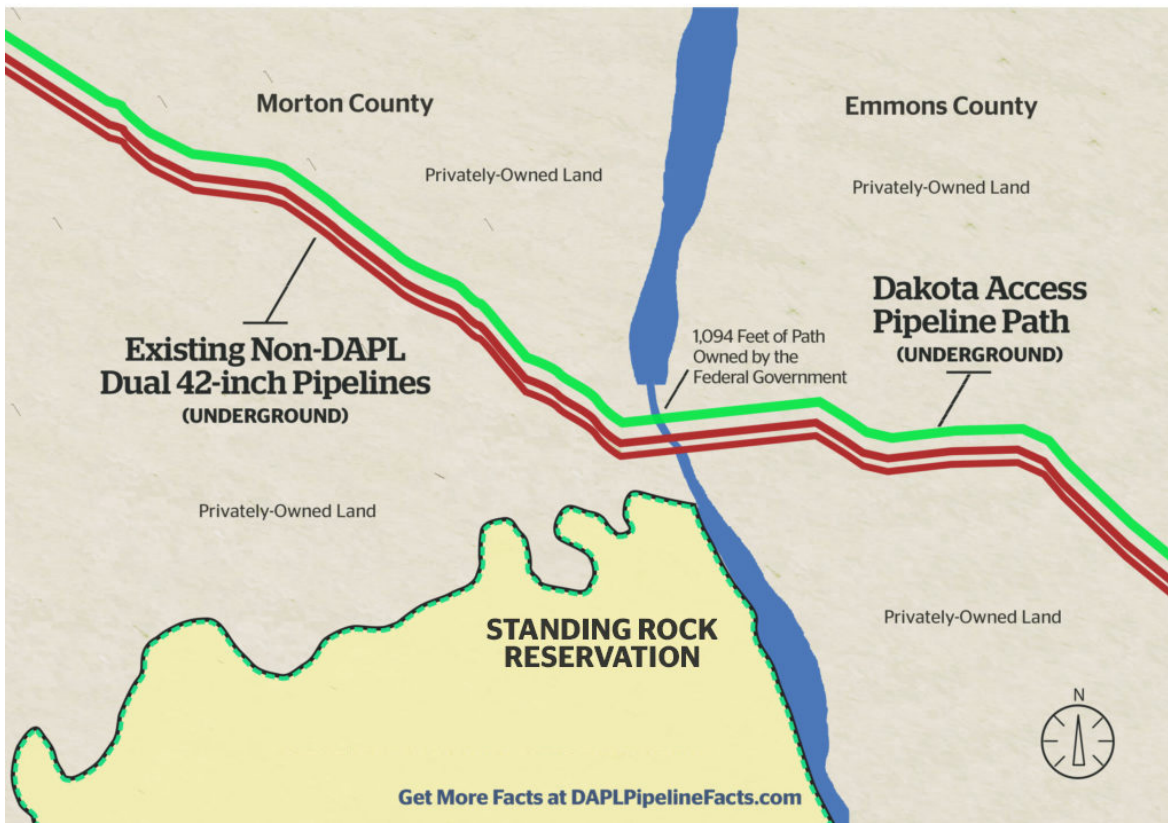 Morton County
Emmons County
Privately-Owned Land
Privately-Owned Land
Dakota Access
Pipeline Path
(UNDERGROUND)
1,094 Feet of Path
Owned by the
Federal Government
Existing Non-DAPL
Dual 42-inch Pipelines
(UNDERGROUND)
Privately-Owned Land
Privately-Owned Land
STANDING ROCK
RESERVATION
N
Get More Facts at DAPLPipelineFacts.com